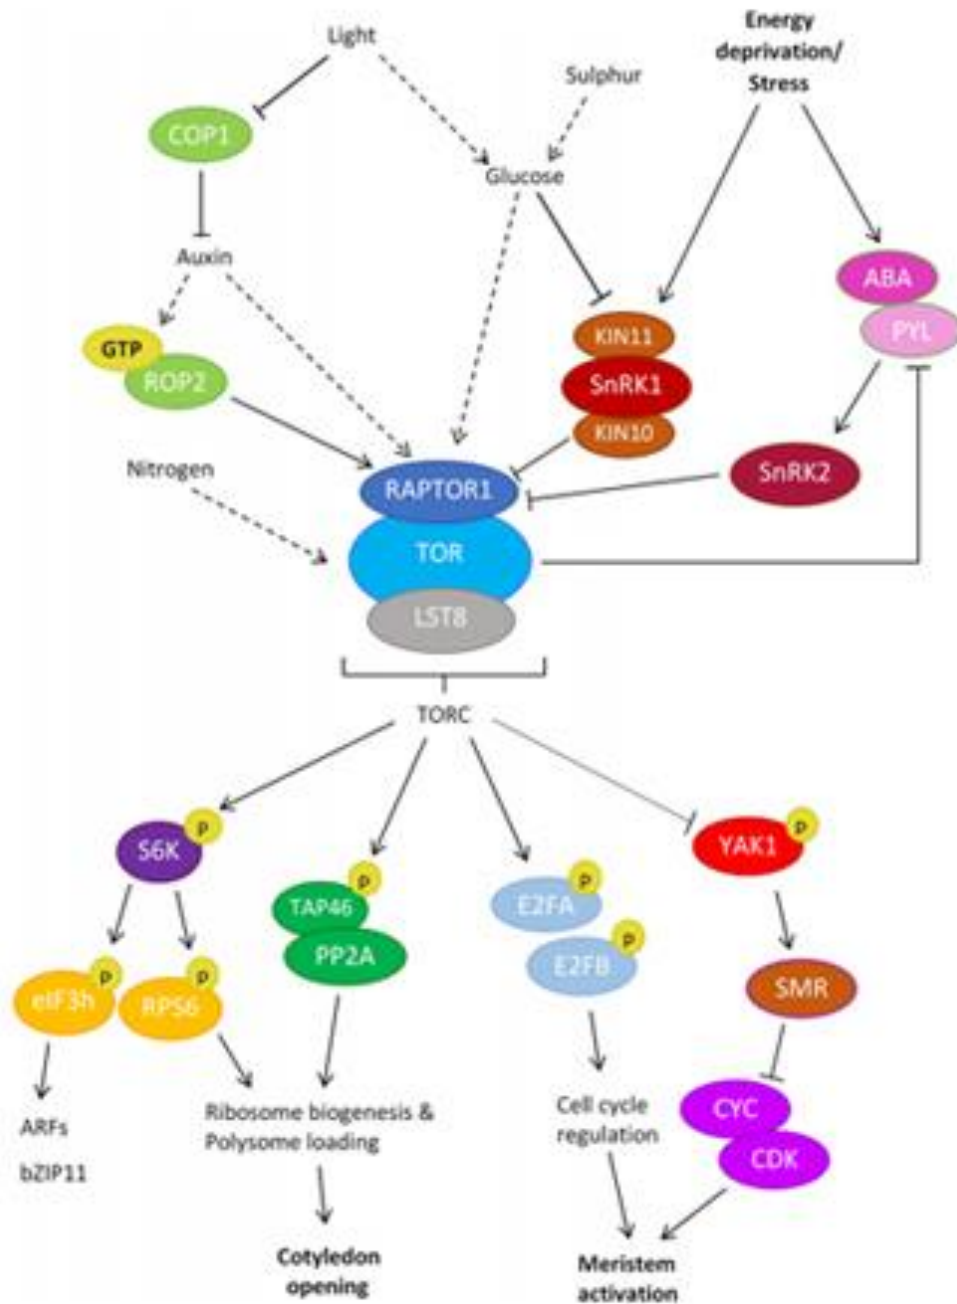 Light
Energy
deprivation/
Stress
Sulphur
COP1
Glucose
Auxin
ABA
PYL
GTP
ROP2
KIN11
SnRK1
KIN10
Nitrogen
RAPTOR1
SnRK2
TOR
LST8
TORC
S6K
P
YAK1
P
TAP46
P
PP2A
E2FA
P
E2FB
P
eIF3h
P
RPS6
P
SMR
ARFs
bZIP11
Ribosome biogenesis &
Polysome loading
Cell cycle
regulation
CYC
CDK
Cotyledon
opening
Meristem
activation